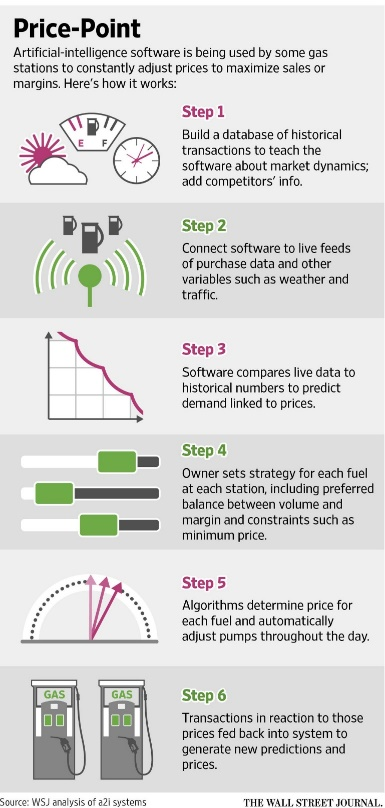 Price-Point
Artificial-intelligence software is being used by some gas
stations to constantly adjust prices to maximize sales or
margins. Here's how it works:
E F
Step 1
Build a database of historical
transactions to teach the
software about market dynamics;
add competitors' info.
Step 2
Connect software to live feeds
of purchase data and other
variables such as weather and
traffic.
Step 3
Software compares live data to
historical numbers to predict
demand linked to prices.
Step 4
Owner sets strategy for each fuel
at each station, including preferred
balance between volume and
margin and constraints such as
minimum price.
Step 5
Algorithms determine price for
each fuel and automatically
adjust pumps throughout the day.
GAS GAS
Step 6
Transactions in reaction to those
prices fed back into system to
generate new predictions and
prices.
Source: WSJ analysis of a2i systems
THE WALL STREET JOURNAL.